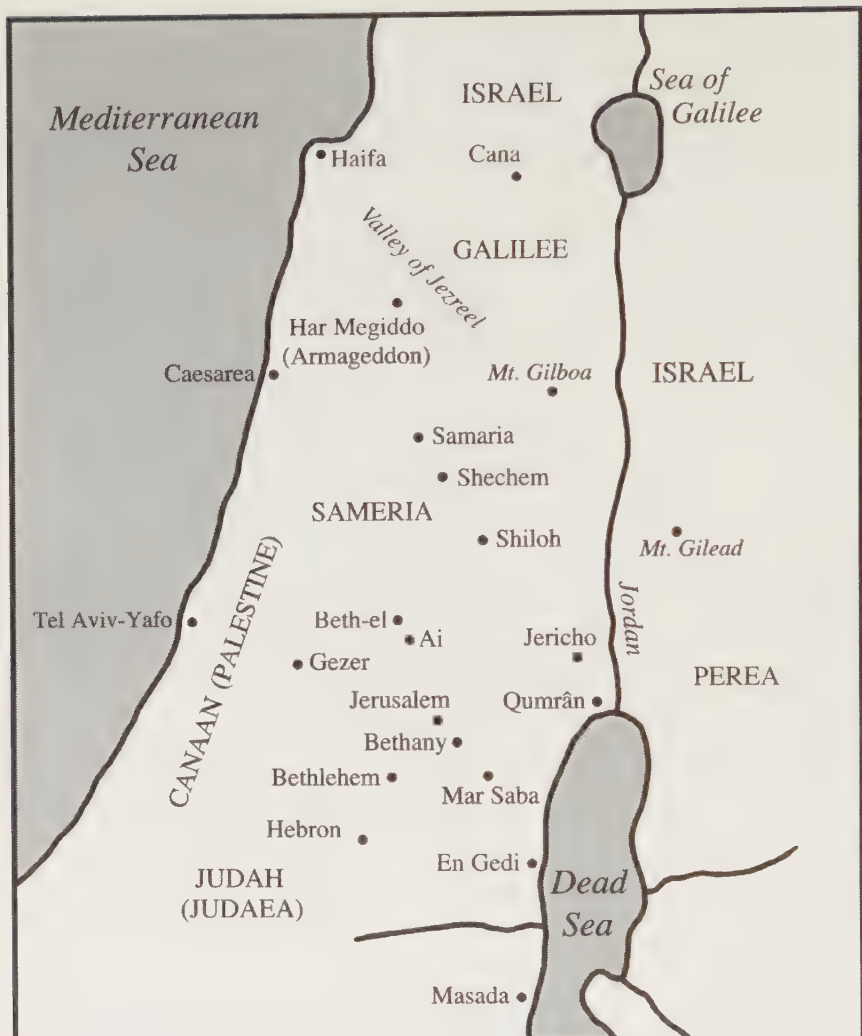 Mediterranean
Sea
ISRAEL
Sea of
Galilee
Haifa
Cana
Valley of Jezreel
GALILEE
Har Megiddo
(Armageddon)
Caesarea
Mt. Gilboa
ISRAEL
Samaria
Shechem
SAMERIA
Shiloh
Mt. Gilead
CANAAN (PALESTINE)
Jordan
Tel Aviv-Yafo
Beth-el
Ai
Jericho
Gezer
PEREA
Jerusalem
Qumrân
Bethany
Bethlehem
Mar Saba
Hebron
En Gedi
JUDAH
(JUDAEA)
Dead
Sea
Masada